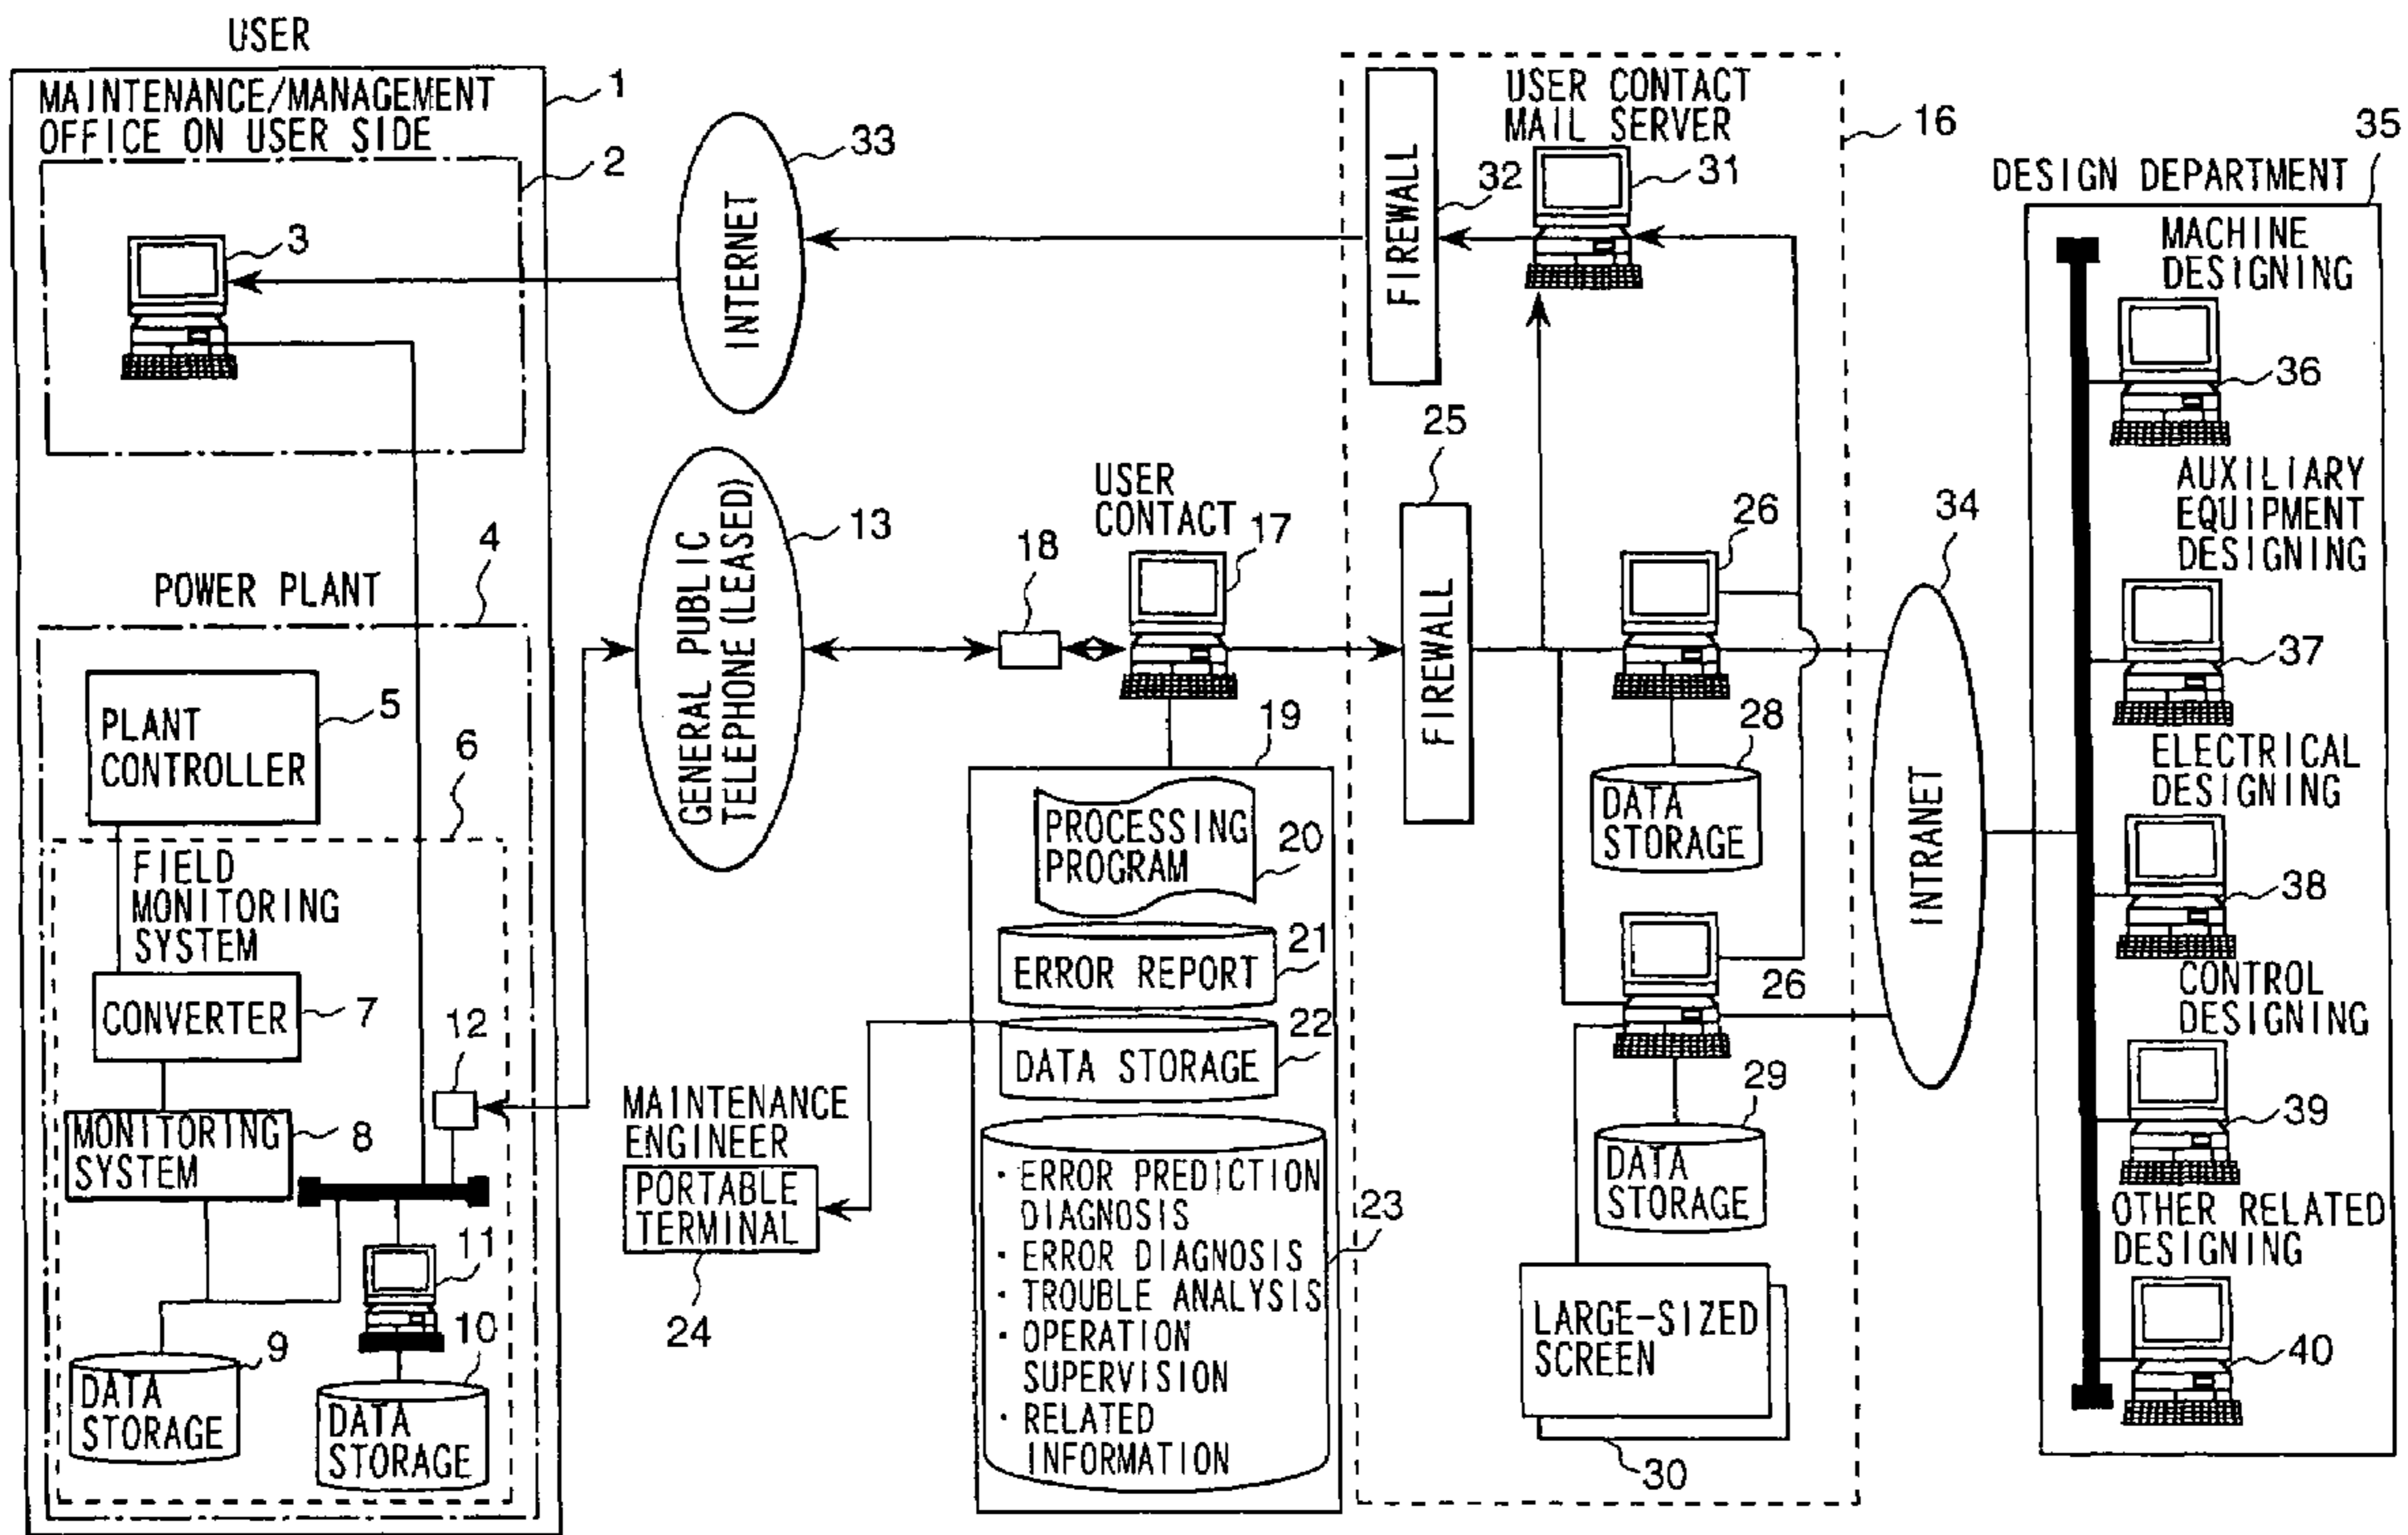 USER
MAINTENANCE/MANAGEMENT
OFFICE ON USER SIDE
1
2
3
POWER PLANT
4
PLANT
CONTROLLER
5
6
FIELD
MONITORING
SYSTEM
CONVERTER
7
12
MONITORING
SYSTEM
8
11
9
DATA
STORAGE
10
DATA
STORAGE
INTERNET
33
GENERAL PUBLIC
TELEPHONE (LEASED)
13
18
USER
CONTACT
17
19
PROCESSING
PROGRAM
20
ERROR REPORT
21
DATA STORAGE
22
MAINTENANCE
ENGINEER
PORTABLE
TERMINAL
24
· ERROR PREDICTION
DIAGNOSIS
· ERROR DIAGNOSIS
· TROUBLE ANALYSIS
· OPERATION
SUPERVISION
· RELATED
INFORMATION
23
FIREWALL
32
USER CONTACT
MAIL SERVER
31
16
25
FIREWALL
26
28
DATA
STORAGE
26
29
DATA
STORAGE
LARGE-SIZED
SCREEN
30
34
INTRANET
35
DESIGN DEPARTMENT
MACHINE
DESIGNING
36
AUXILIARY
EQUIPMENT
DESIGNING
37
ELECTRICAL
DESIGNING
38
CONTROL
DESIGNING
39
OTHER RELATED
DESIGNING
40